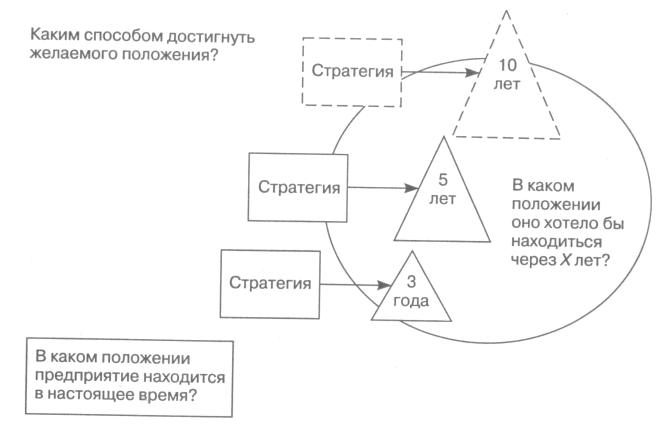 Каким способом достигнуть
желаемого положения?
Стратегия
10
лет
Стратегия
5
лет
В каком
положении
оно хотело бы
находиться
через X лет?
Стратегия
3
года
В каком положении
предприятие находится
в настоящее время?